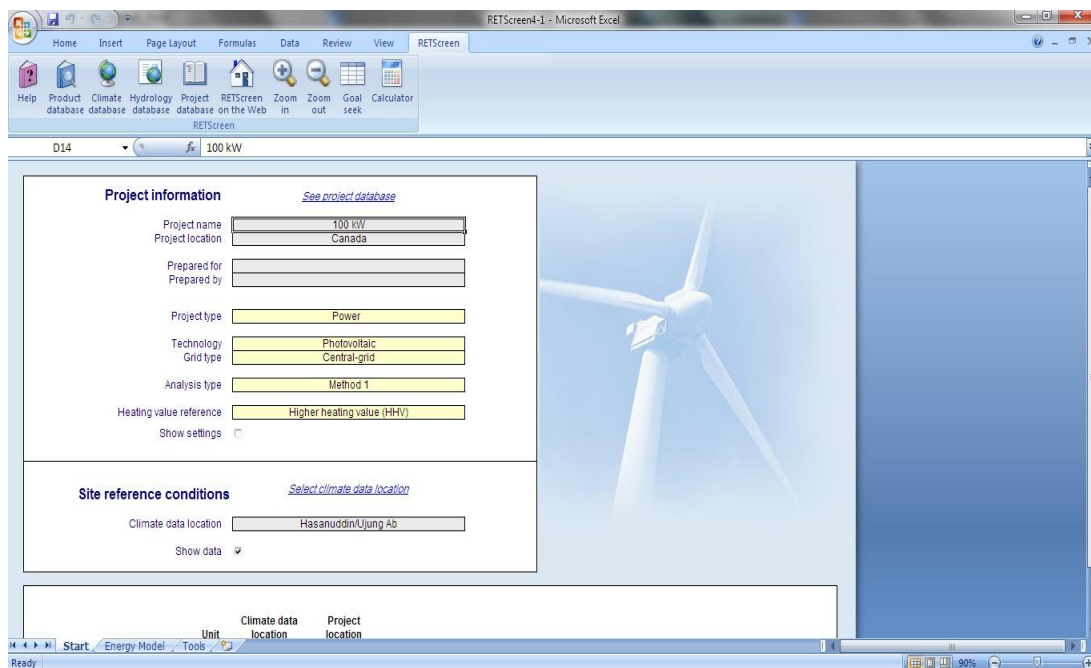 RETScreen4-1 - Microsoft Excel
Home Insert Page Layout Formulas Data Review View RETScreen
Help Product database Climate database Hydrology database Project database RETScreen on the Web Zoom in Zoom out Goal seek Calculator
RETScreen
D14 fx 100 kW
Project information See project database
Project name 100 kW
Project location Canada
Prepared for
Prepared by
Project type Power
Technology Photovoltaic
Grid type Central-grid
Analysis type Method 1
Heating value reference Higher heating value (HHV)
Show settings
Site reference conditions Select climate data location
Climate data location Hasanuddin/Ujung Ab
Show data
Climate data Project
Unit location location
Start Energy Model Tools
Ready 90%